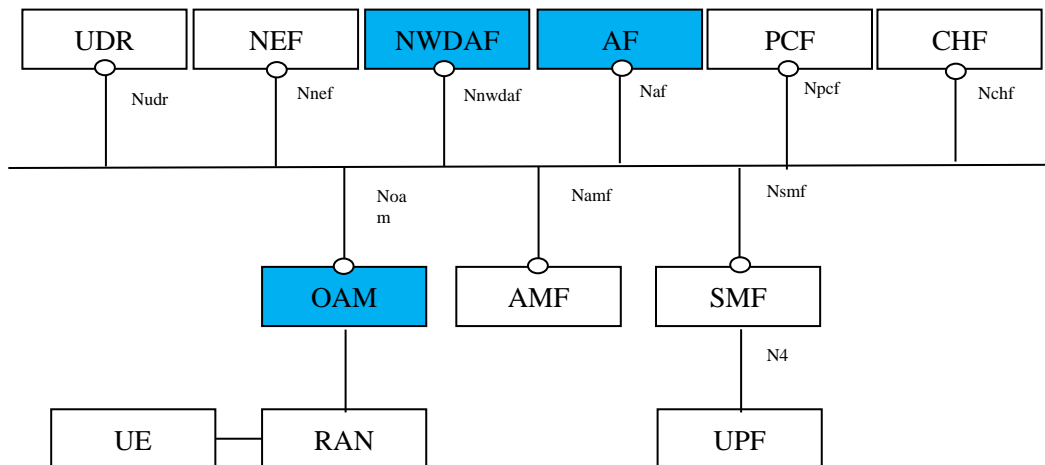 UDR NEF NWDAF AF PCF CHF
Nudr Nnef Nnwdaf Naf Npcf Nchf
Noa Namf Nsmf
m
OAM AMF SMF
N4
UE RAN UPF